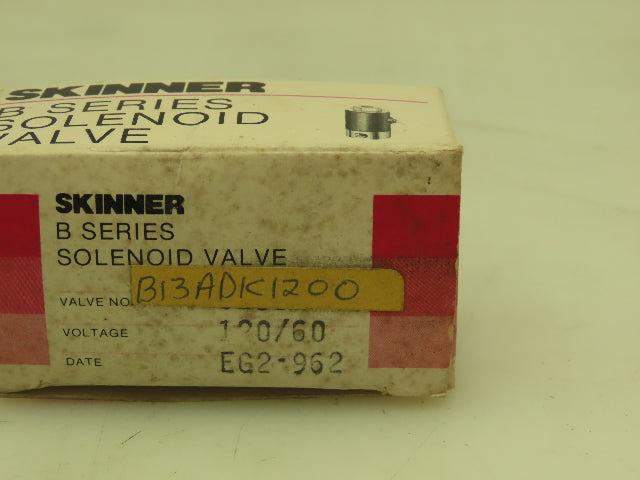 SKINNER
B SERIES
SOLENOID
VALVE
SKINNER
B SERIES
SOLENOID VALVE
VALVE NO. B13ADK1200
VOLTAGE 120/60
DATE EG2-962